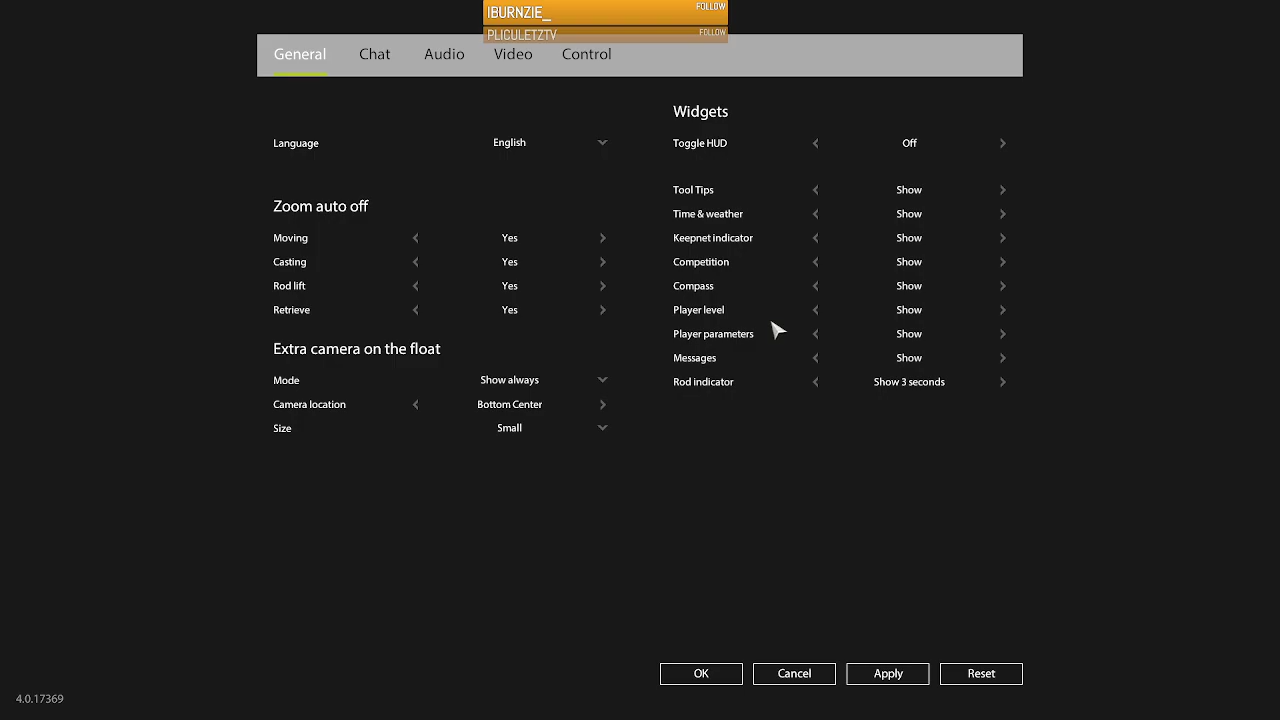 IBURNZIE_ FOLLOW
PLIGULETZTV FOLLOW
General Chat Audio Video Control
Language English
Zoom auto off
Moving Yes
Casting Yes
Rod lift Yes
Retrieve Yes
Extra camera on the float
Mode Show always
Camera location Bottom Center
Size Small
Widgets
Toggle HUD Off
Tool Tips Show
Time & weather Show
Keepnet indicator Show
Competition Show
Compass Show
Player level Show
Player parameters Show
Messages Show
Rod indicator Show 3 seconds
OK Cancel Apply Reset
4.0.17369